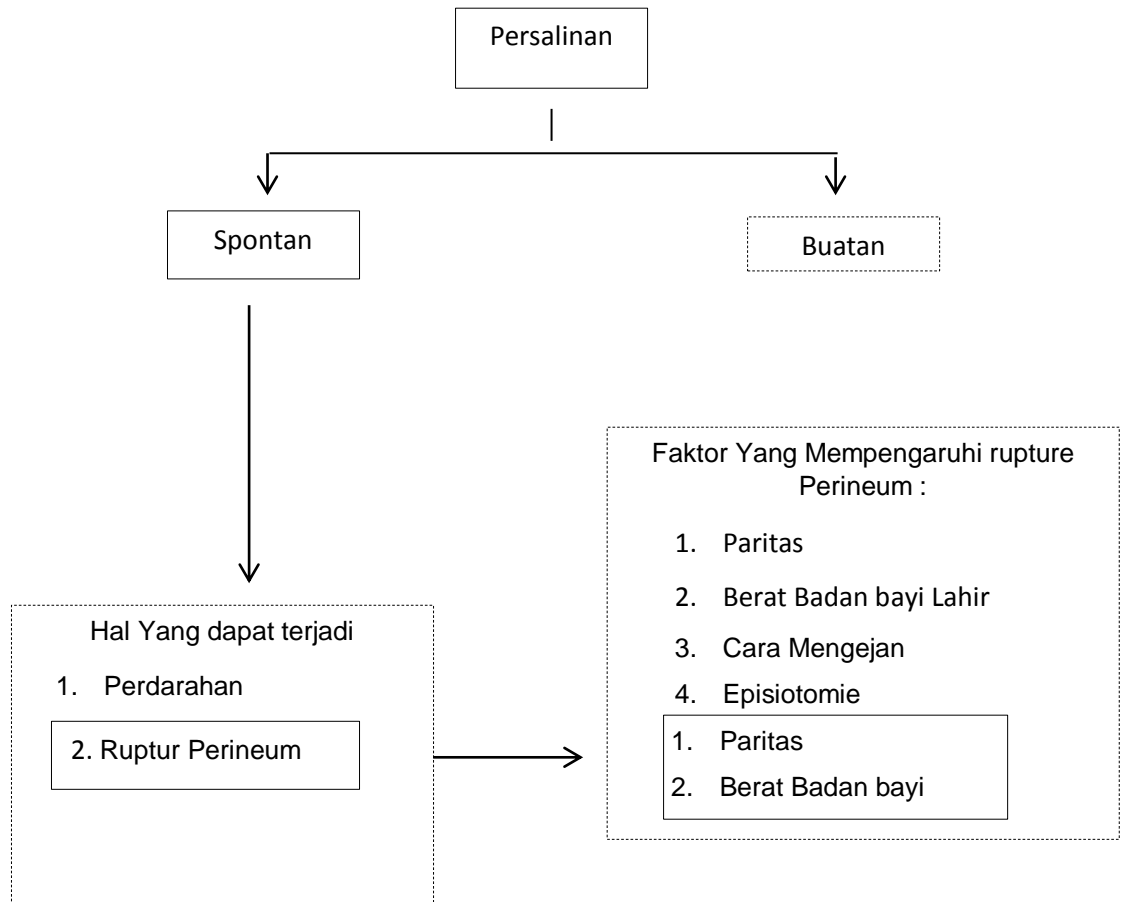 Persalinan
Spontan
Buatan
Hal Yang dapat terjadi
1. Perdarahan
2. Ruptur Perineum
Faktor Yang Mempengaruhi rupture
Perineum :
1. Paritas
2. Berat Badan bayi Lahir
3. Cara Mengejan
4. Episiotomie
1. Paritas
2. Berat Badan bayi